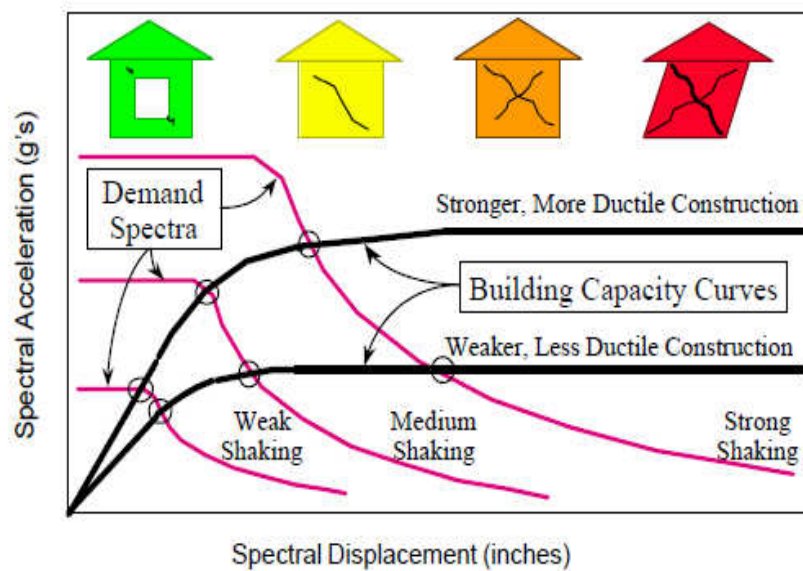 Spectral Acceleration (g's)
Demand
Spectra
Stronger, More Ductile Construction
Building Capacity Curves
Weaker, Less Ductile Construction
Weak
Shaking
Medium
Shaking
Strong
Shaking
Spectral Displacement (inches)